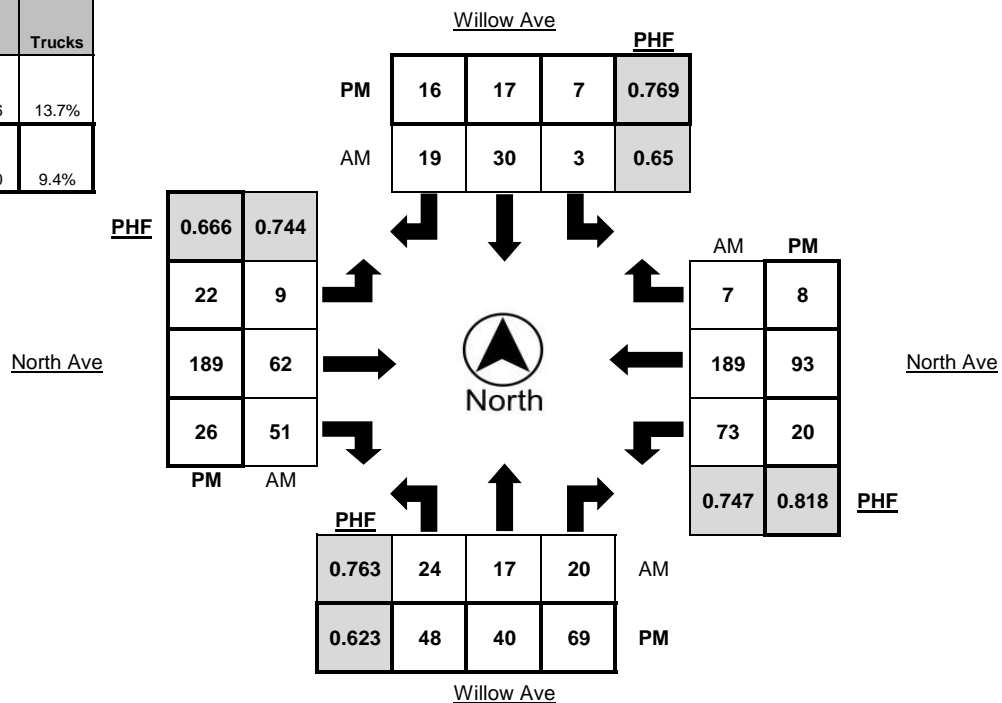 Willow Ave
PHF
Trucks
PM 16 17 7 0.769
13.7%
AM 19 30 3 0.65
9.4%
PHF 0.666 0.744
AM PM
22 9
7 8
North Ave 189 62
189 93 North Ave
North
26 51
73 20
PM AM
0.747 0.818 PHF
PHF
0.763 24 17 20 AM
0.623 48 40 69 PM
Willow Ave